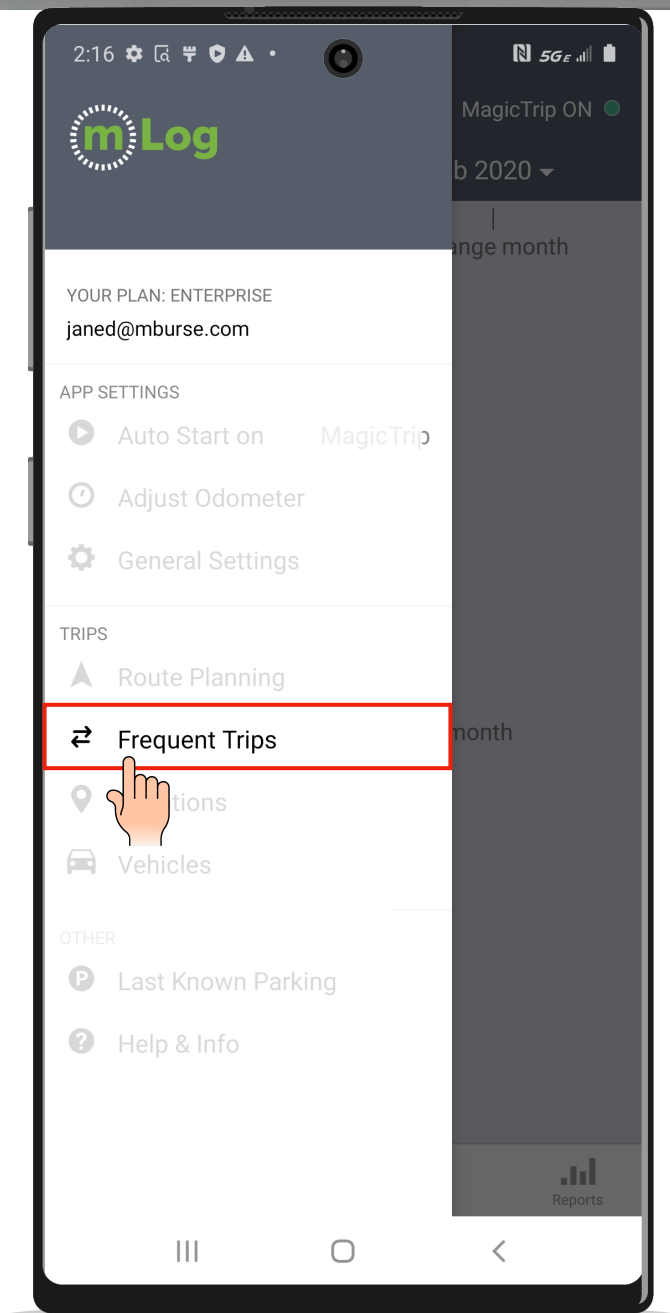 2:16
5G E
mLog
MagicTrip ON
b 2020
ange month
YOUR PLAN: ENTERPRISE
janed@mburse.com
APP SETTINGS
Auto Start on MagicTrip
Adjust Odometer
General Settings
TRIPS
Route Planning
Frequent Trips
month
tions
Vehicles
OTHER
P Last Known Parking
? Help & Info
Reports